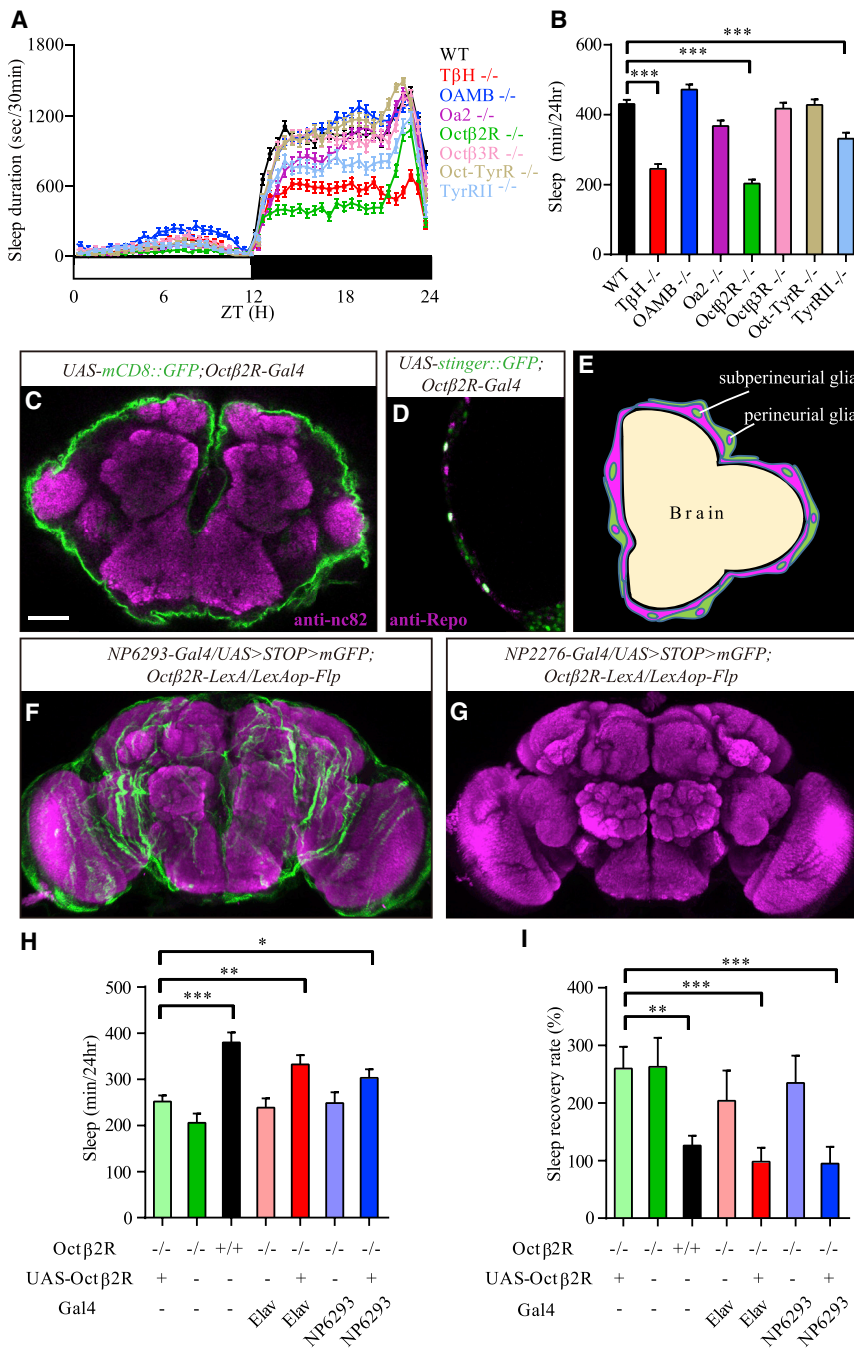 A
Sleep duration (sec/30min)
1800
1200
600
0
0
6
12
18
24
ZT (H)
WT
TβH -/-
OAMB -/-
Oa2 -/-
Octβ2R -/-
Octβ3R -/-
Oct-TyrR -/-
TyrRII -/-
B
Sleep (min/24hr)
600
400
200
0
***
***
***
WT
TβH -/-
OAMB -/-
Oa2 -/-
Octβ2R -/-
Octβ3R -/-
Oct-TyrR -/-
TyrRII -/-
UAS-mCD8::GFP;Octβ2R-Gal4
C
anti-nc82
UAS-stinger::GFP;
Octβ2R-Gal4
D
anti-Repo
E
subperineurial glia
perineurial glia
Brain
NP6293-Gal4/UAS>STOP>mGFP;
Octβ2R-LexA/LexAop-Flp
F
NP2276-Gal4/UAS>STOP>mGFP;
Octβ2R-LexA/LexAop-Flp
G
H
Sleep (min/24hr)
500
400
300
200
100
0
*
**
***
Octβ2R -/- -/- +/+ -/- -/- -/- -/-
UAS-Octβ2R + - - - + - +
Gal4 - - - Elav Elav NP6293 NP6293
I
Sleep recovery rate (%)
400
300
200
100
0
***
***
**
Octβ2R -/- -/- +/+ -/- -/- -/- -/-
UAS-Octβ2R + - - - + - +
Gal4 - - - Elav Elav NP6293 NP6293